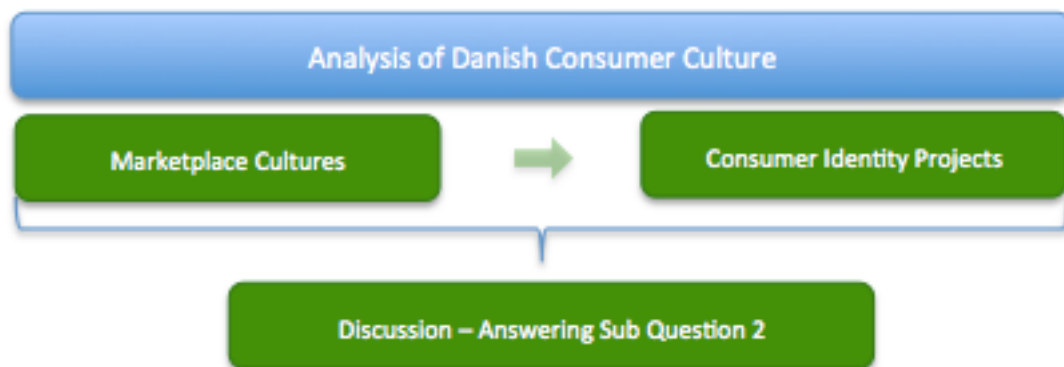 Analysis of Danish Consumer Culture
Marketplace Cultures
Consumer Identity Projects
Discussion – Answering Sub Question 2